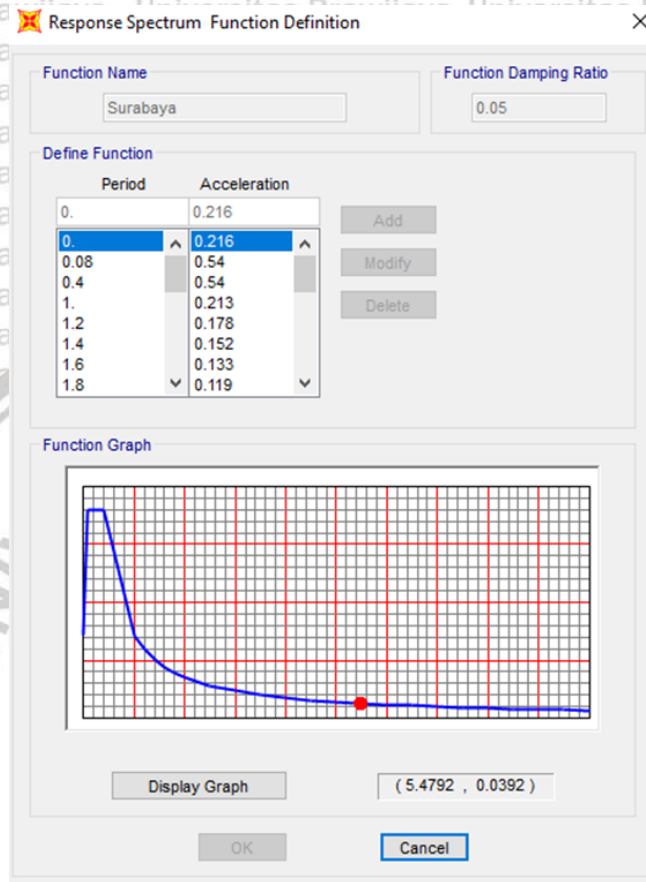 Response Spectrum Function Definition
Function Name
Function Damping Ratio
Surabaya
0.05
Define Function
Period Acceleration
0. 0.216
Add
0. 0.216
0.08 0.54
Modify
0.4 0.54
1. 0.213
Delete
1.2 0.178
1.4 0.152
1.6 0.133
1.8 0.119
Function Graph
Display Graph
( 5.4792 , 0.0392 )
OK
Cancel